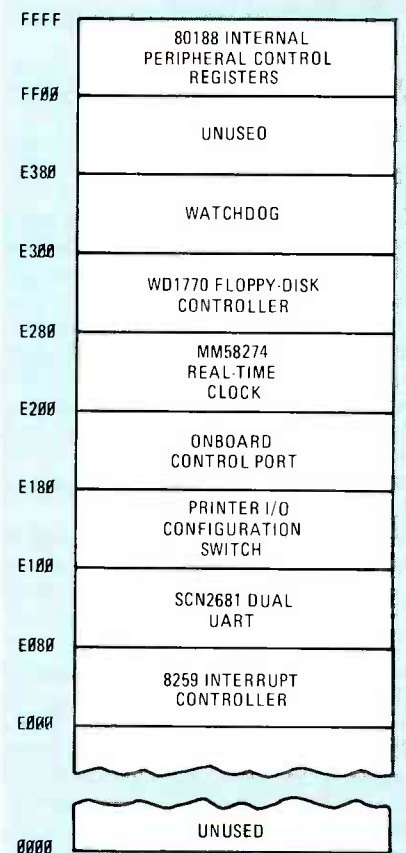 FFFF
80188 INTERNAL
PERIPHERAL CONTROL
REGISTERS
FF00
UNUSED
E380
WATCHDOG
E300
WD1770 FLOPPY-DISK
CONTROLLER
E280
MM58274
REAL-TIME
CLOCK
E200
ONBOARD
CONTROL PORT
E180
PRINTER I/O
CONFIGURATION
SWITCH
E100
SCN2681 DUAL
UART
E080
8259 INTERRUPT
CONTROLLER
E000
UNUSED
0000